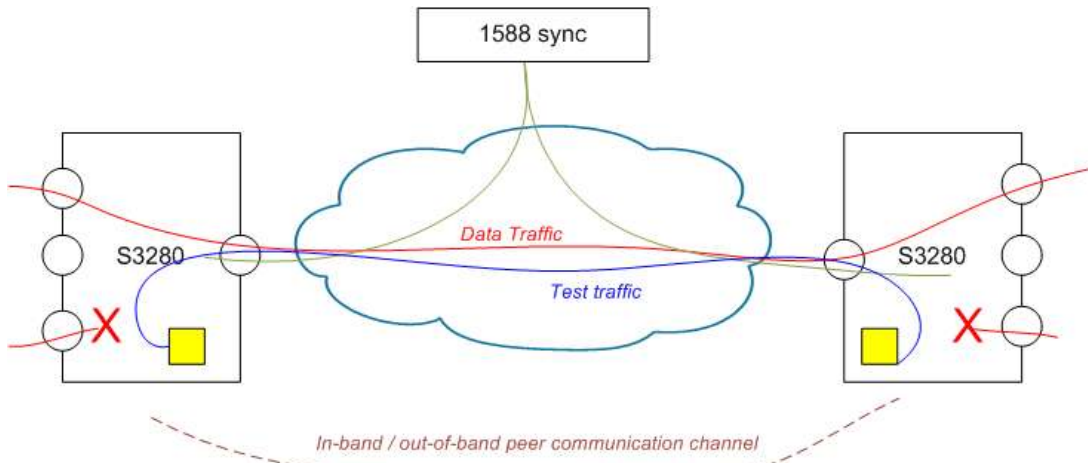 1588 sync
Data Traffic
S3280
S3280
Test traffic
X
X
In-band / out-of-band peer communication channel